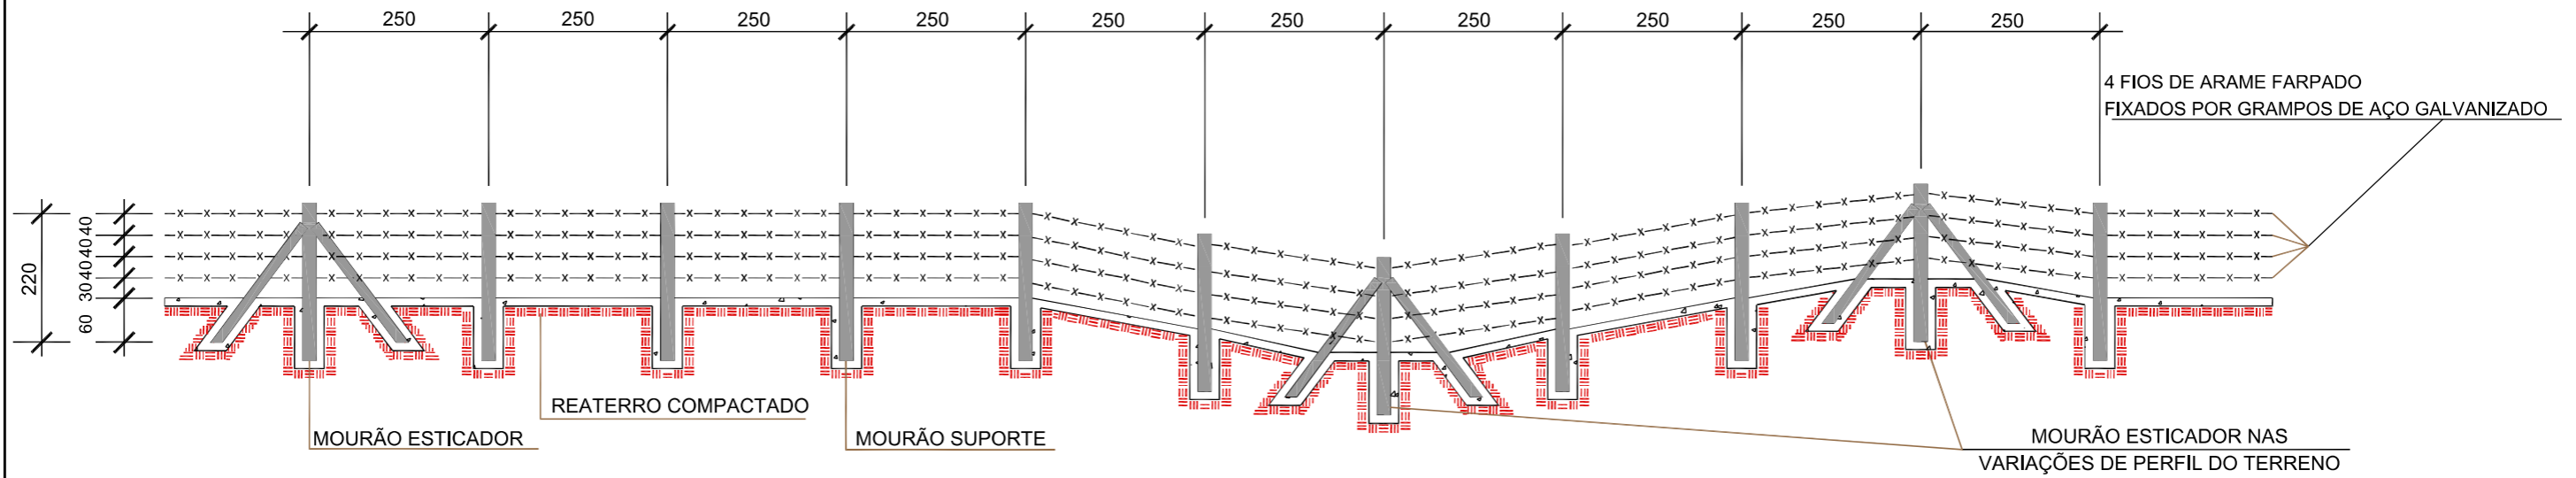 250 250 250 250 250 250 250 250 250 250
4 FIOS DE ARAME FARPADO
FIXADOS POR GRAMPOS DE AÇO GALVANIZADO
40
40
40
30
60
220
REATERRO COMPACTADO
MOURÃO ESTICADOR
MOURÃO SUPORTE
MOURÃO ESTICADOR NAS
VARIAÇÕES DE PERFIL DO TERRENO